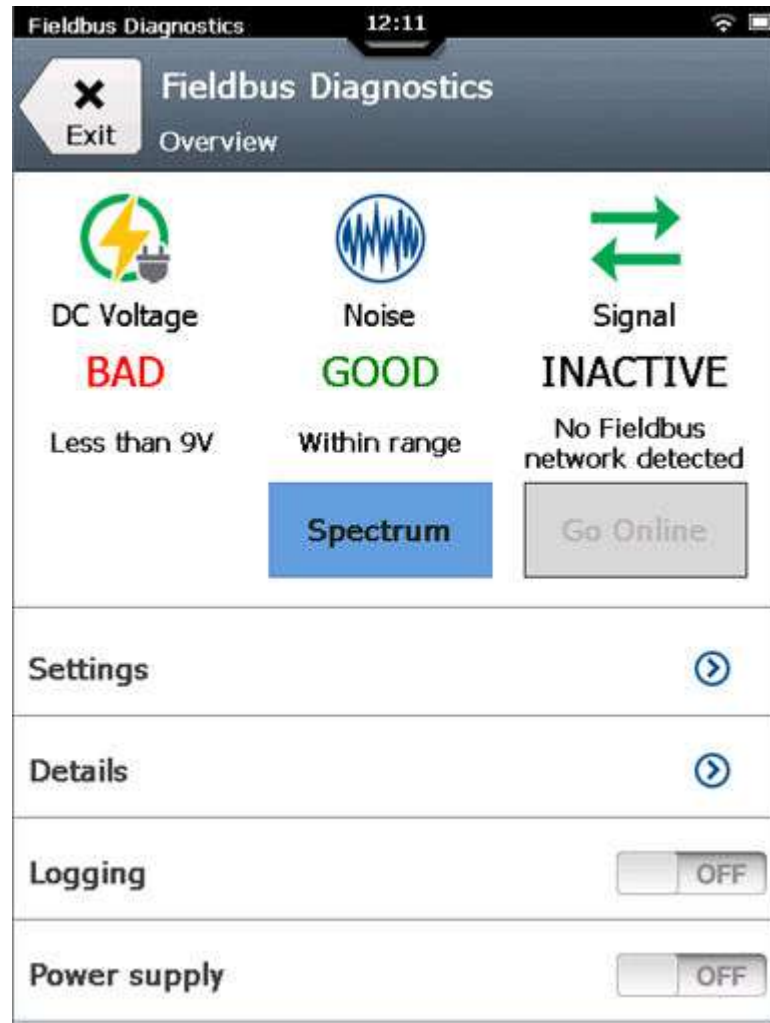 Fieldbus Diagnostics 12:11
Fieldbus Diagnostics
Exit
Overview
DC Voltage Noise Signal
BAD GOOD INACTIVE
Less than 9V Within range No Fieldbus
network detected
Spectrum Go Online
Settings
Details
Logging OFF
Power supply OFF